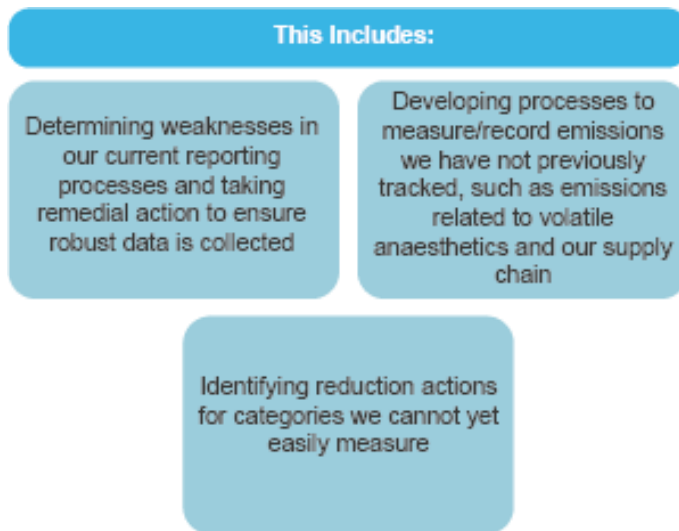 This Includes:
Determining weaknesses in
our current reporting
processes and taking
remedial action to ensure
robust data is collected
Developing processes to
measure/record emissions
we have not previously
tracked, such as emissions
related to volatile
anaesthetics and our supply
chain
Identifying reduction actions
for categories we cannot yet
easily measure